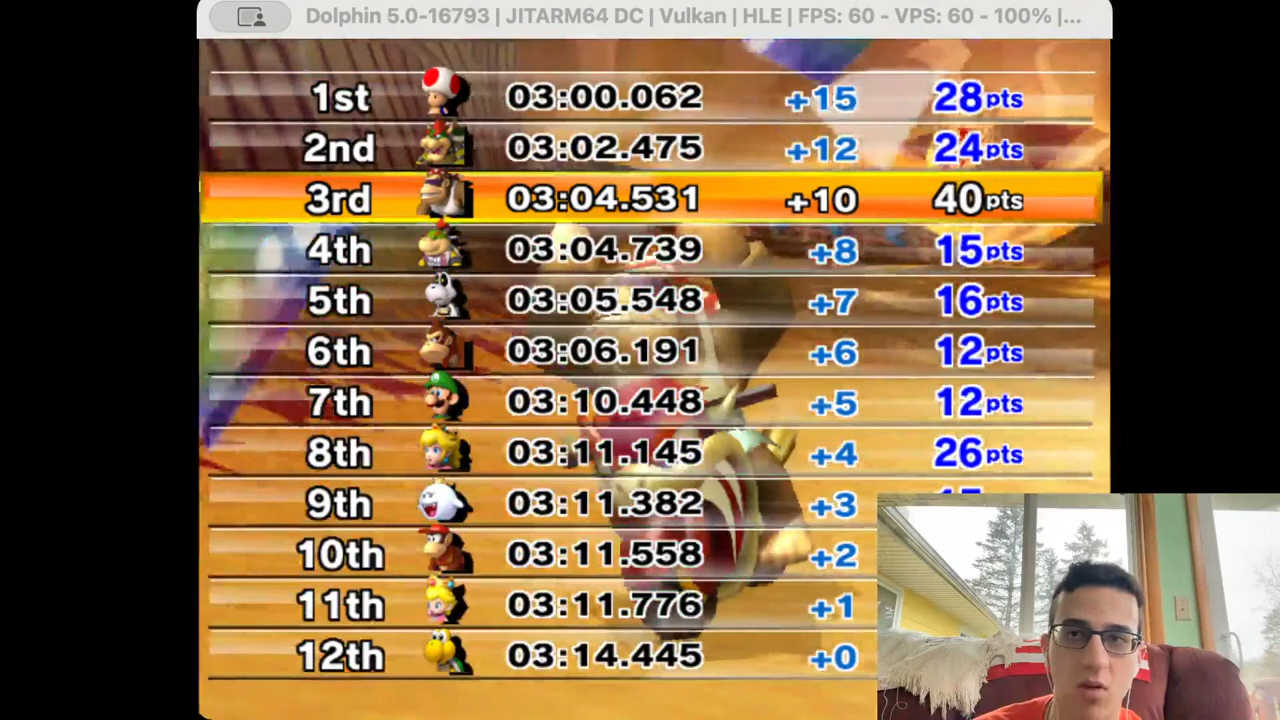 Dolphin 5.0-16793 | JITARM64 DC | Vulkan | HLE | FPS: 60 - VPS: 60 - 100% |...
1st 03:00.062 +15 28pts
2nd 03:02.475 +12 24pts
3rd 03:04.531 +10 40pts
4th 03:04.739 +8 15pts
5th 03:05.548 +7 16pts
6th 03:06.191 +6 12pts
7th 03:10.448 +5 12pts
8th 03:11.145 +4 26pts
9th 03:11.382 +3
10th 03:11.558 +2
11th 03:11.776 +1
12th 03:14.445 +0